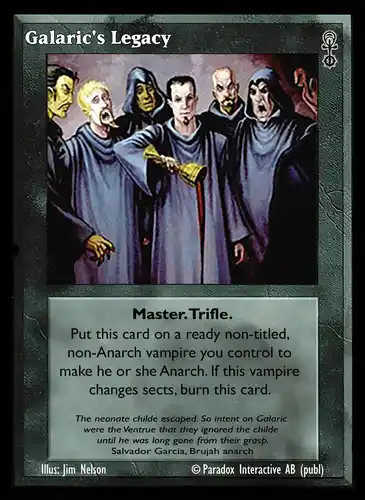 Galaric's Legacy
Master. Trifle.
Put this card on a ready non-titled,
non-Anarch vampire you control to
make he or she Anarch. If this vampire
changes sects, burn this card.
The neonate childe escaped. So intent on Galaric
were the Ventrue that they ignored the childe
until he was long gone from their grasp.
Salvador Garcia, Brujah anarch
Illus: Jim Nelson
© Paradox Interactive AB (publ)